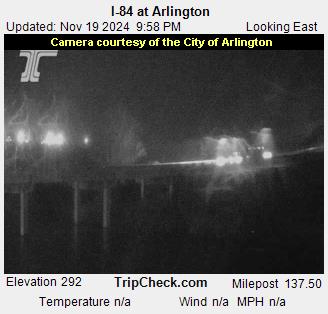 I-84 at Arlington
Updated: Nov 19 2024 9:58 PM Looking East
Camera courtesy of the City of Arlington
Elevation 292 TripCheck.com Milepost 137.50
Temperature n/a Wind n/a MPH n/a